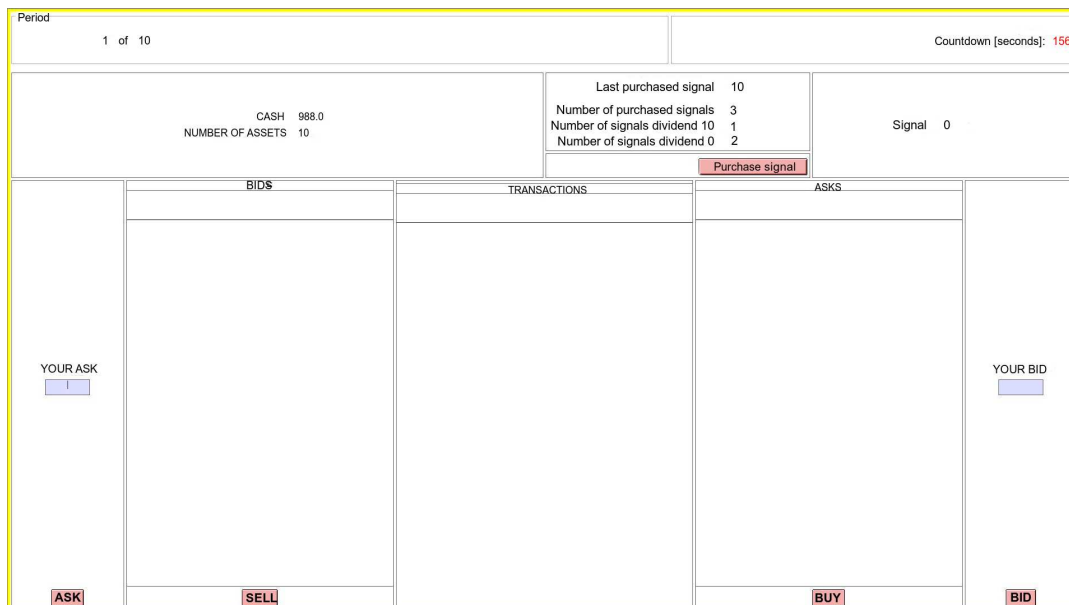 Period
1 of 10
Countdown [seconds]: 156
CASH 988.0
NUMBER OF ASSETS 10
Last purchased signal 10
Number of purchased signals 3
Number of signals dividend 10 1
Number of signals dividend 0 2
Purchase signal
Signal 0
BIDS
TRANSACTIONS
ASKS
YOUR ASK
YOUR BID
ASK
SELL
BUY
BID